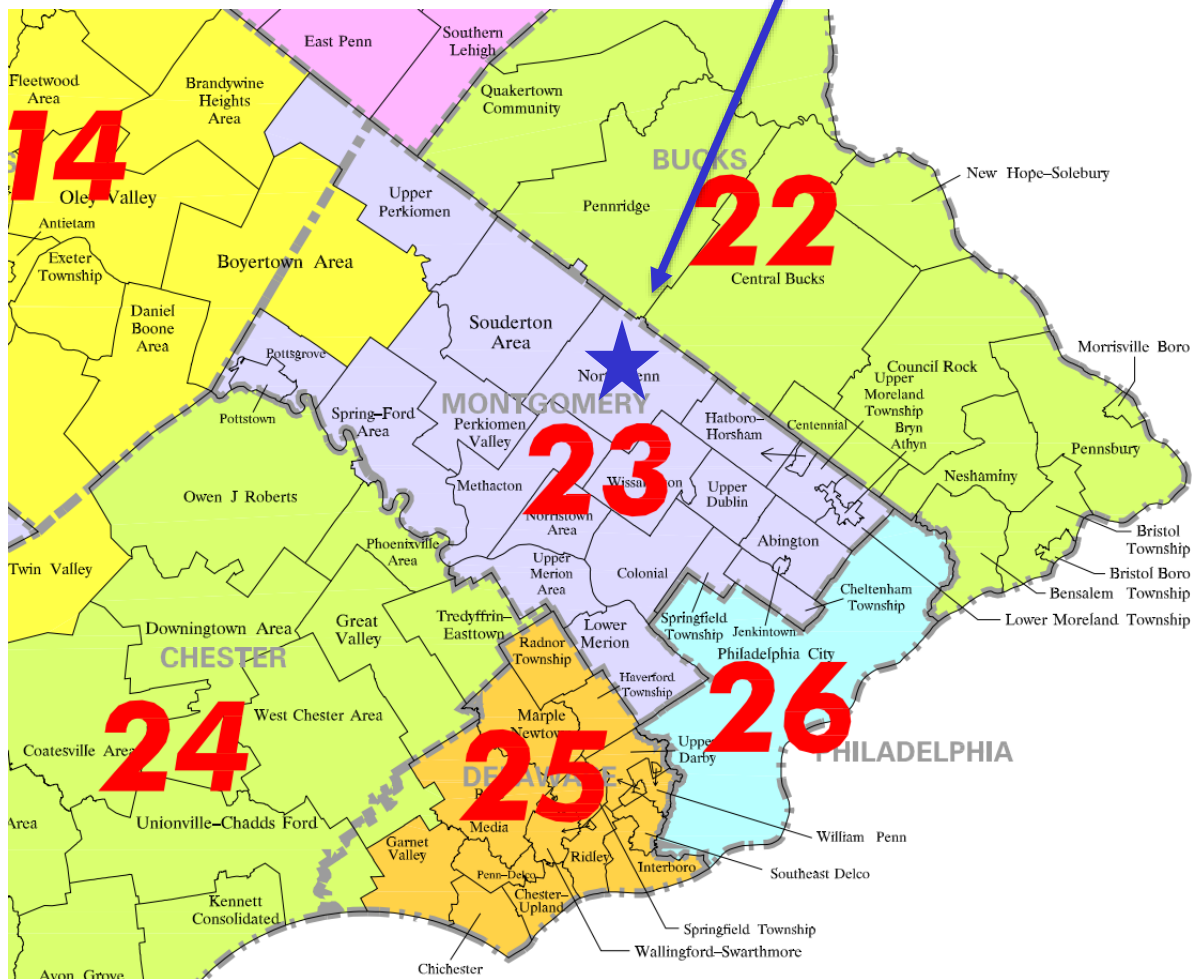 East Penn
Southern
Lehigh
Fleetwood
Area
Brandywine
Heights
Area
Quakertown
Community
14
Oley Valley
Antietam
Exeter
Township
Upper
Perkiomen
Pennridge
BUCKS
22
New Hope–Solebury
Central Bucks
Boyertown Area
Daniel
Boone
Area
Souderton
Area
Pottsgrove
Pottstown
Spring–Ford
Area
MONTGOMERY
Perkiomen
Valley
23
Hatboro–
Horsham
Centennial
Council Rock
Upper
Moreland
Township
Bryn
Athyn
Morrisville Boro
Pennsbury
Neshaminy
Methacton
Upper
Dublin
Norristown
Area
Abington
Owen J Roberts
Phoenixville
Area
Upper
Merion
Area
Colonial
Cheltenham
Township
Bristol
Township
Bristol Boro
Bensalem Township
Lower Moreland Township
Twin Valley
Downingtown Area
CHESTER
Great
Valley
Tredyffrin–
Easttown
Radnor
Township
Lower
Merion
Springfield
Township
Jenkintown
Philadelphia City
26
PHILADELPHIA
Haverford
Township
24
West Chester Area
Coatesville Area
Marple
25
Upper
Darby
Area
Unionville–Chadds Ford
Media
Garnet
Valley
Penn–Delco
Ridley
Interboro
William Penn
Southeast Delco
Chester–
Upland
Kennett
Consolidated
Springfield Township
Wallingford–Swarthmore
Chichester
Avon Grove